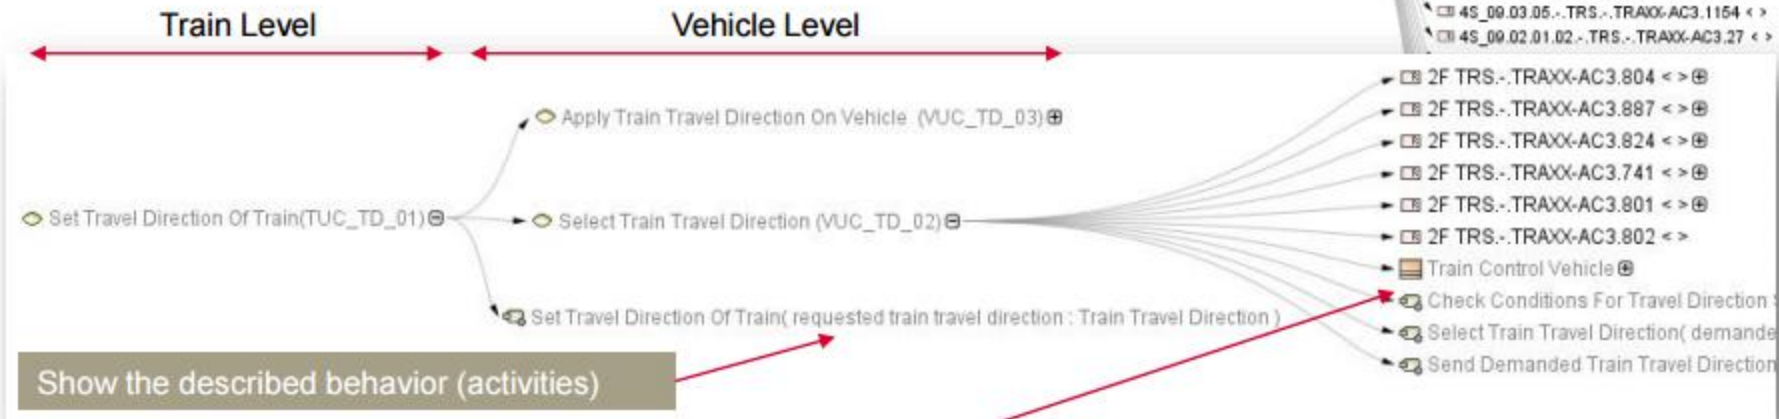 Train Level
Vehicle Level
4S_09.03.05.-.TRS.-.TRAXX-AC3.1154 < >
4S_09.02.01.02.-.TRS.-.TRAXX-AC3.27 < >
2F TRS.-.TRAXX-AC3.804 < >
Apply Train Travel Direction On Vehicle (VUC_TD_03)
2F TRS.-.TRAXX-AC3.887 < >
2F TRS.-.TRAXX-AC3.824 < >
2F TRS.-.TRAXX-AC3.741 < >
2F TRS.-.TRAXX-AC3.801 < >
Set Travel Direction Of Train(TUC_TD_01)
Select Train Travel Direction (VUC_TD_02)
2F TRS.-.TRAXX-AC3.802 < >
Train Control Vehicle
Check Conditions For Travel Direction
Set Travel Direction Of Train( requested train travel direction : Train Travel Direction )
Select Train Travel Direction( demande
Send Demanded Train Travel Direction
Show the described behavior (activities)